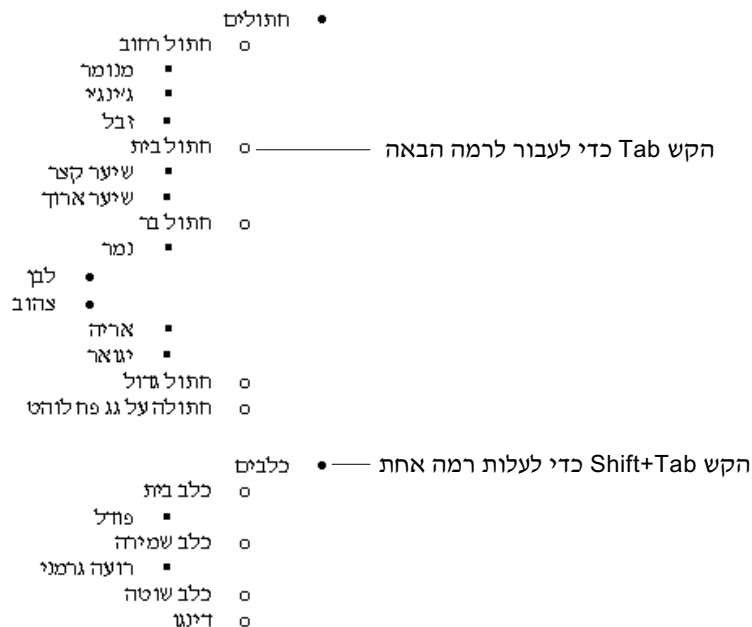 • חתולים
o חתול רחוב
▪ מנומר
▪ ג'ינג'י
▪ זבל
o חתול בית
הקש Tab כדי לעבור לרמה הבאה
▪ שיער קצר
▪ שיער ארוך
o חתול בר
▪ נמר
• לבן
• צהוב
▪ אריה
▪ יגואר
o חתול גדול
o חתולה על גג פח לוהט
• כלבים
הקש Shift+Tab כדי לעלות רמה אחת
o כלב בית
▪ פודל
o כלב שמירה
▪ רועה גרמני
o כלב שוטה
o דינגו